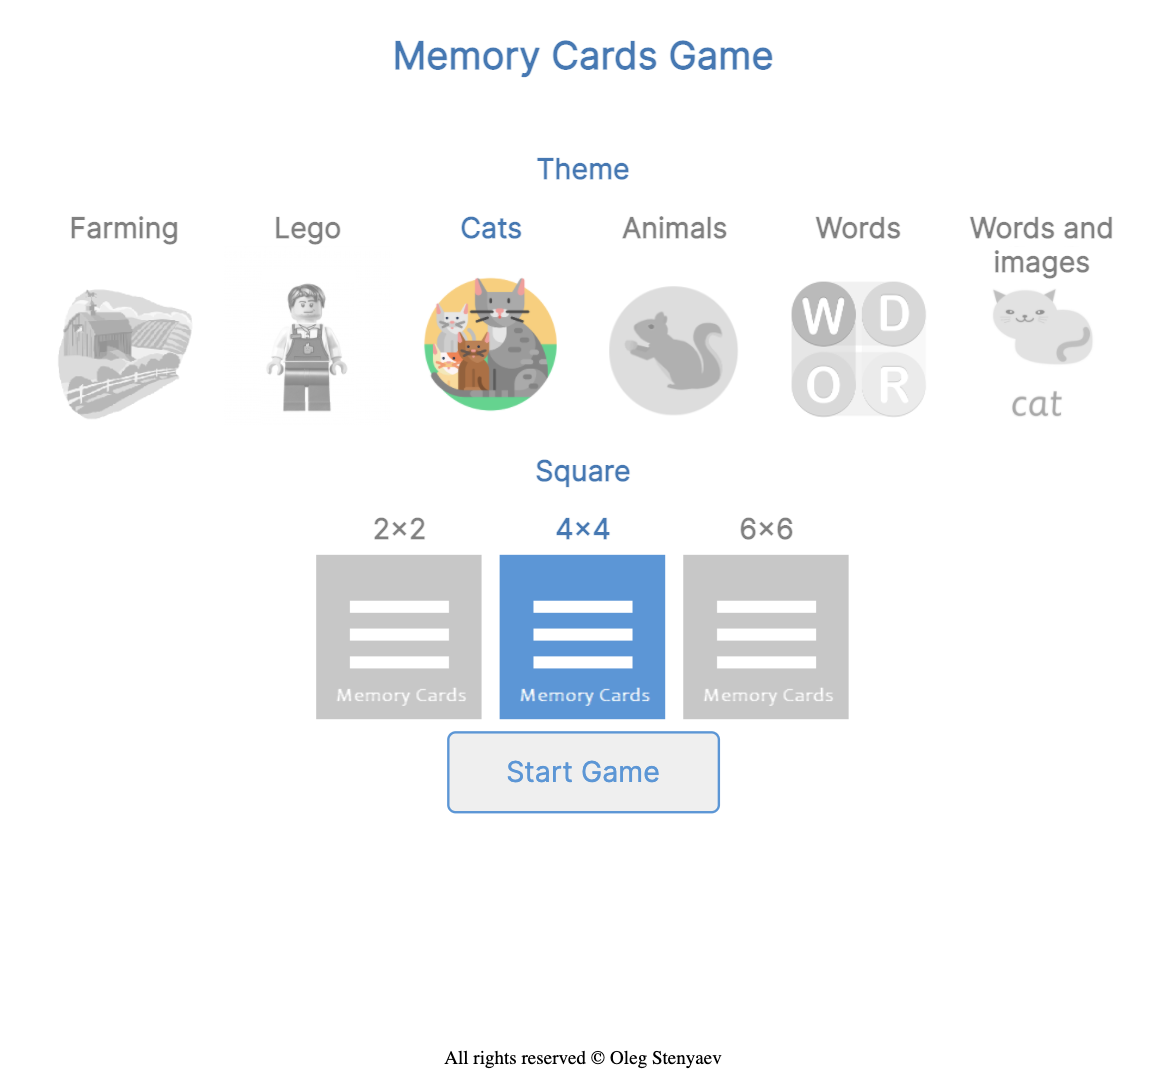 Memory Cards Game
Theme
Farming
Lego
Cats
Animals
Words
Words and
images
W D
O R
cat
Square
2×2
4×4
6×6
Memory Cards
Memory Cards
Memory Cards
Start Game
All rights reserved © Oleg Stenyaev